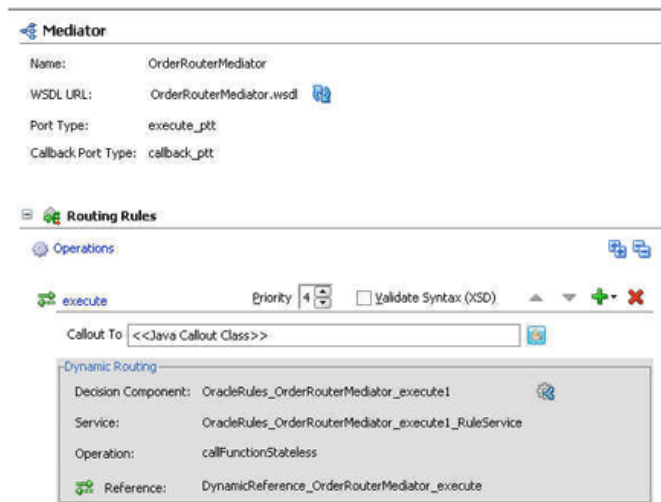 Mediator
Name: OrderRouterMediator
WSDL URL: OrderRouterMediator.wsdl
Port Type: execute_ptt
Callback Port Type: callback_ptt
Routing Rules
Operations
execute Priority 4 Validate Syntax (XSD)
Callout To <<Java Callout Class>>
Dynamic Routing
Decision Component: OracleRules_OrderRouterMediator_execute1
Service: OracleRules_OrderRouterMediator_execute1_RuleService
Operation: callFunctionStateless
Reference: DynamicReference_OrderRouterMediator_execute